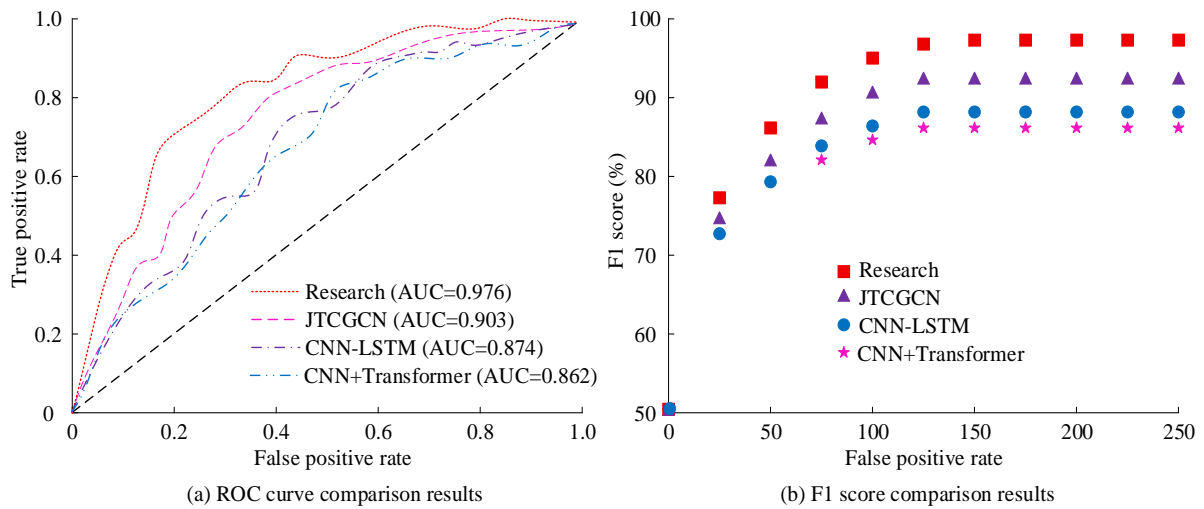 1.0
0.8
0.6
0.4
0.2
0
True positive rate
Research (AUC=0.976)
JTCGCN (AUC=0.903)
CNN-LSTM (AUC=0.874)
CNN+Transformer (AUC=0.862)
0 0.2 0.4 0.6 0.8 1.0
False positive rate
(a) ROC curve comparison results
100
90
80
70
60
50
F1 score (%)
Research
JTCGCN
CNN-LSTM
CNN+Transformer
0 50 100 150 200 250
False positive rate
(b) F1 score comparison results